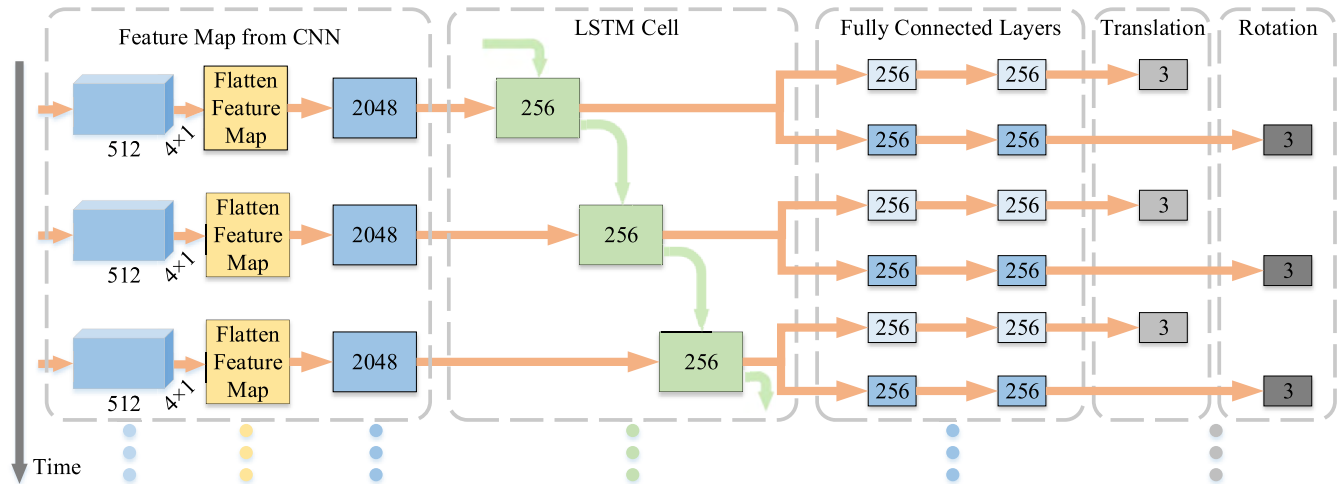 Feature Map from CNN
LSTM Cell
Fully Connected Layers
Translation
Rotation
512
4×1
Flatten
Feature
Map
2048
256
256
256
3
256
256
3
512
4×1
Flatten
Feature
Map
2048
256
256
256
3
256
256
3
512
4×1
Flatten
Feature
Map
2048
256
256
256
3
256
256
3
Time